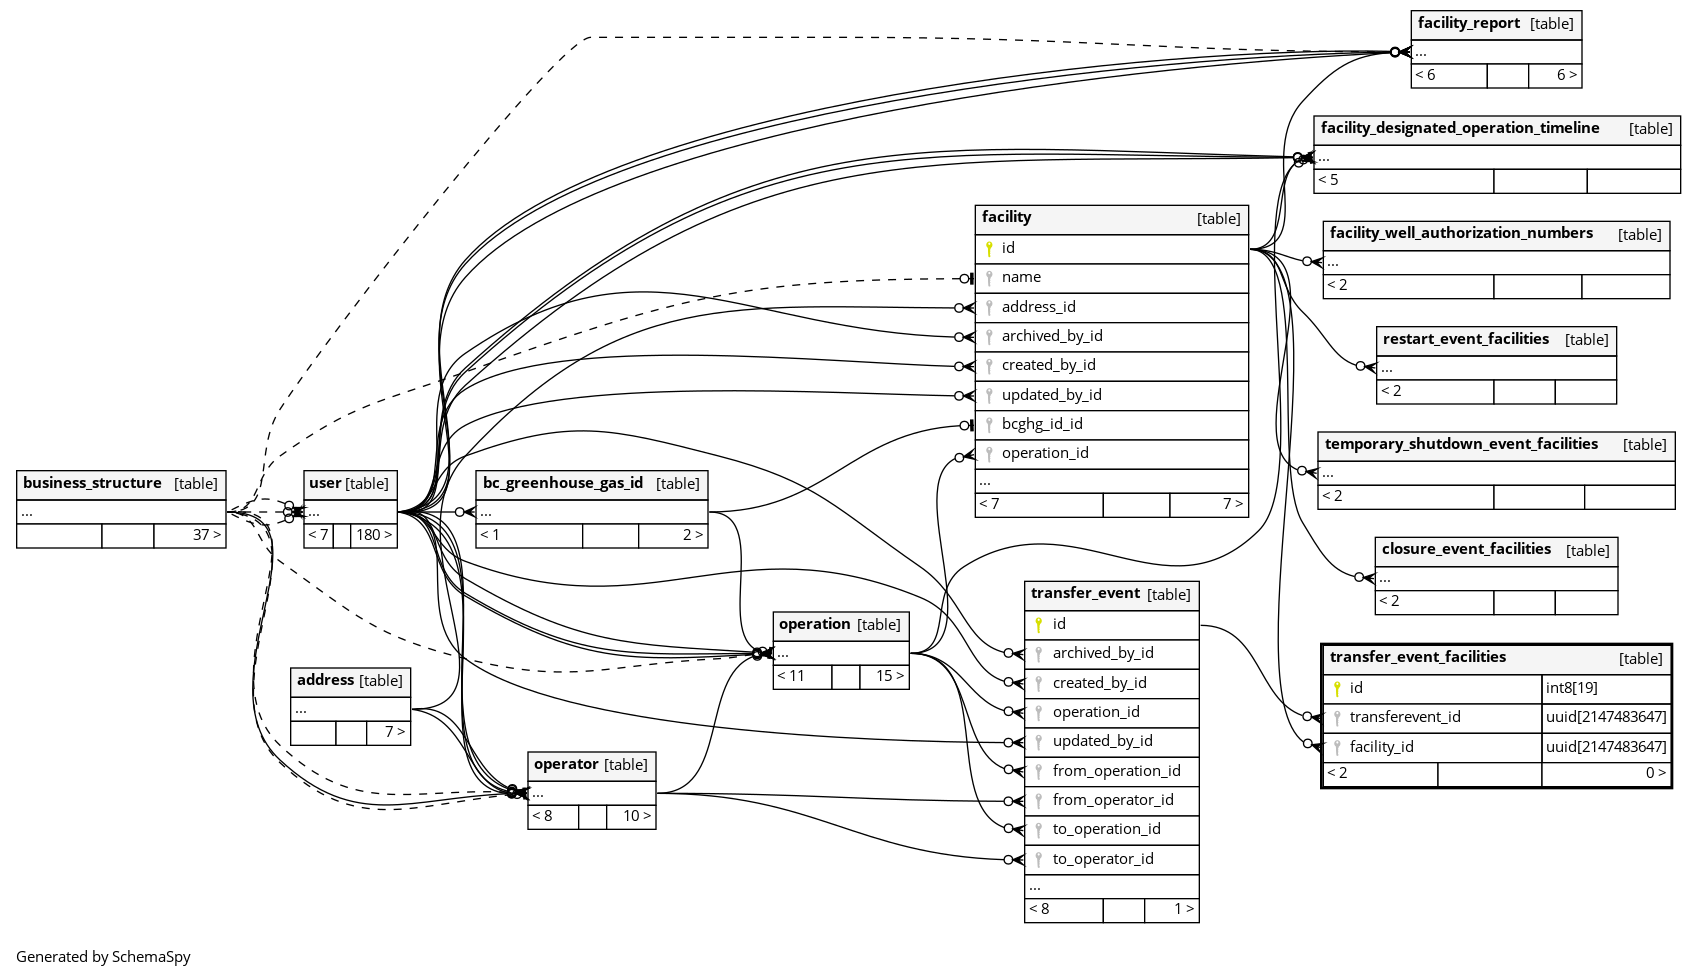 facility_report [table]
...
< 6 6 >
facility_designated_operation_timeline [table]
...
< 5
facility [table]
id
name
address_id
archived_by_id
created_by_id
updated_by_id
bcghg_id_id
operation_id
...
< 7 7 >
facility_well_authorization_numbers [table]
...
< 2
restart_event_facilities [table]
...
< 2
temporary_shutdown_event_facilities [table]
...
< 2
business_structure [table]
...
37 >
user [table]
...
< 7 180 >
bc_greenhouse_gas_id [table]
...
< 1 2 >
closure_event_facilities [table]
...
< 2
transfer_event [table]
id
archived_by_id
created_by_id
operation_id
updated_by_id
from_operation_id
from_operator_id
to_operation_id
to_operator_id
...
< 8 1 >
operation [table]
...
< 11 15 >
transfer_event_facilities [table]
id int8[19]
transferevent_id uuid[2147483647]
facility_id uuid[2147483647]
< 2 0 >
address [table]
...
7 >
operator [table]
...
< 8 10 >
Generated by SchemaSpy